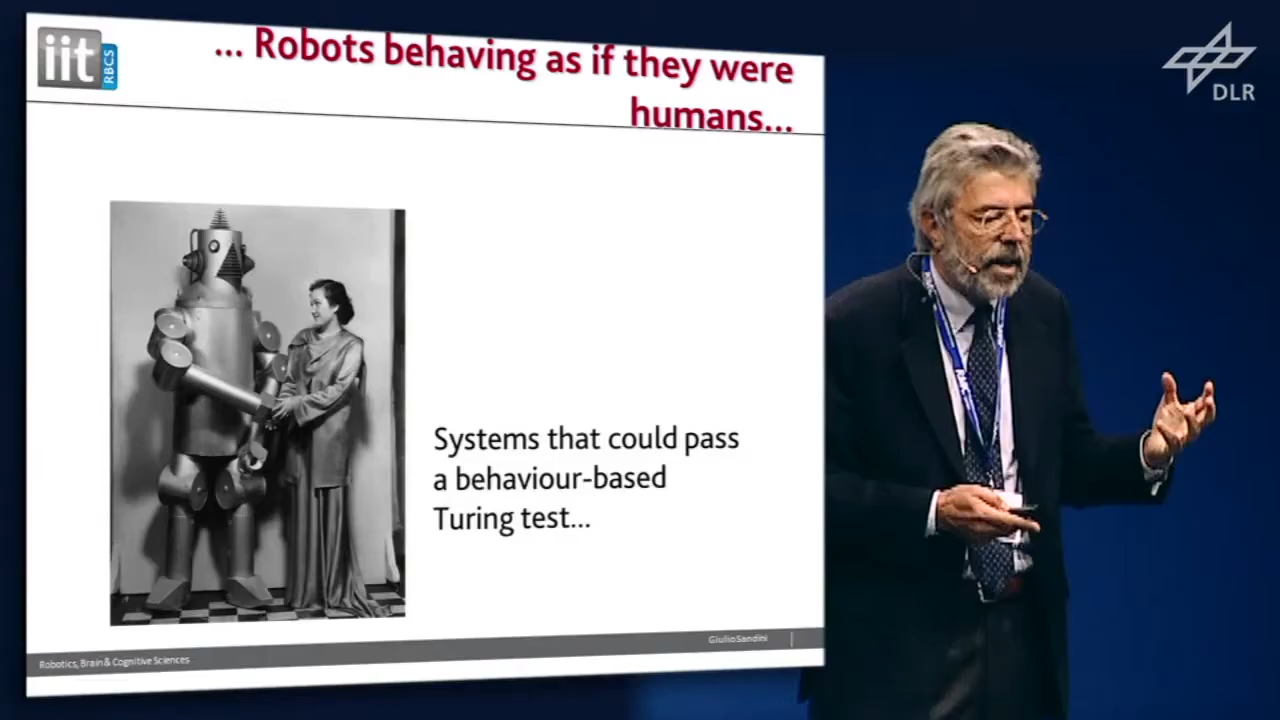 iit
RBCS
... Robots behaving as if they were
humans...
DLR
Systems that could pass
a behaviour-based
Turing test...
Giulio Sandini
Robotics, Brain & Cognitive Sciences